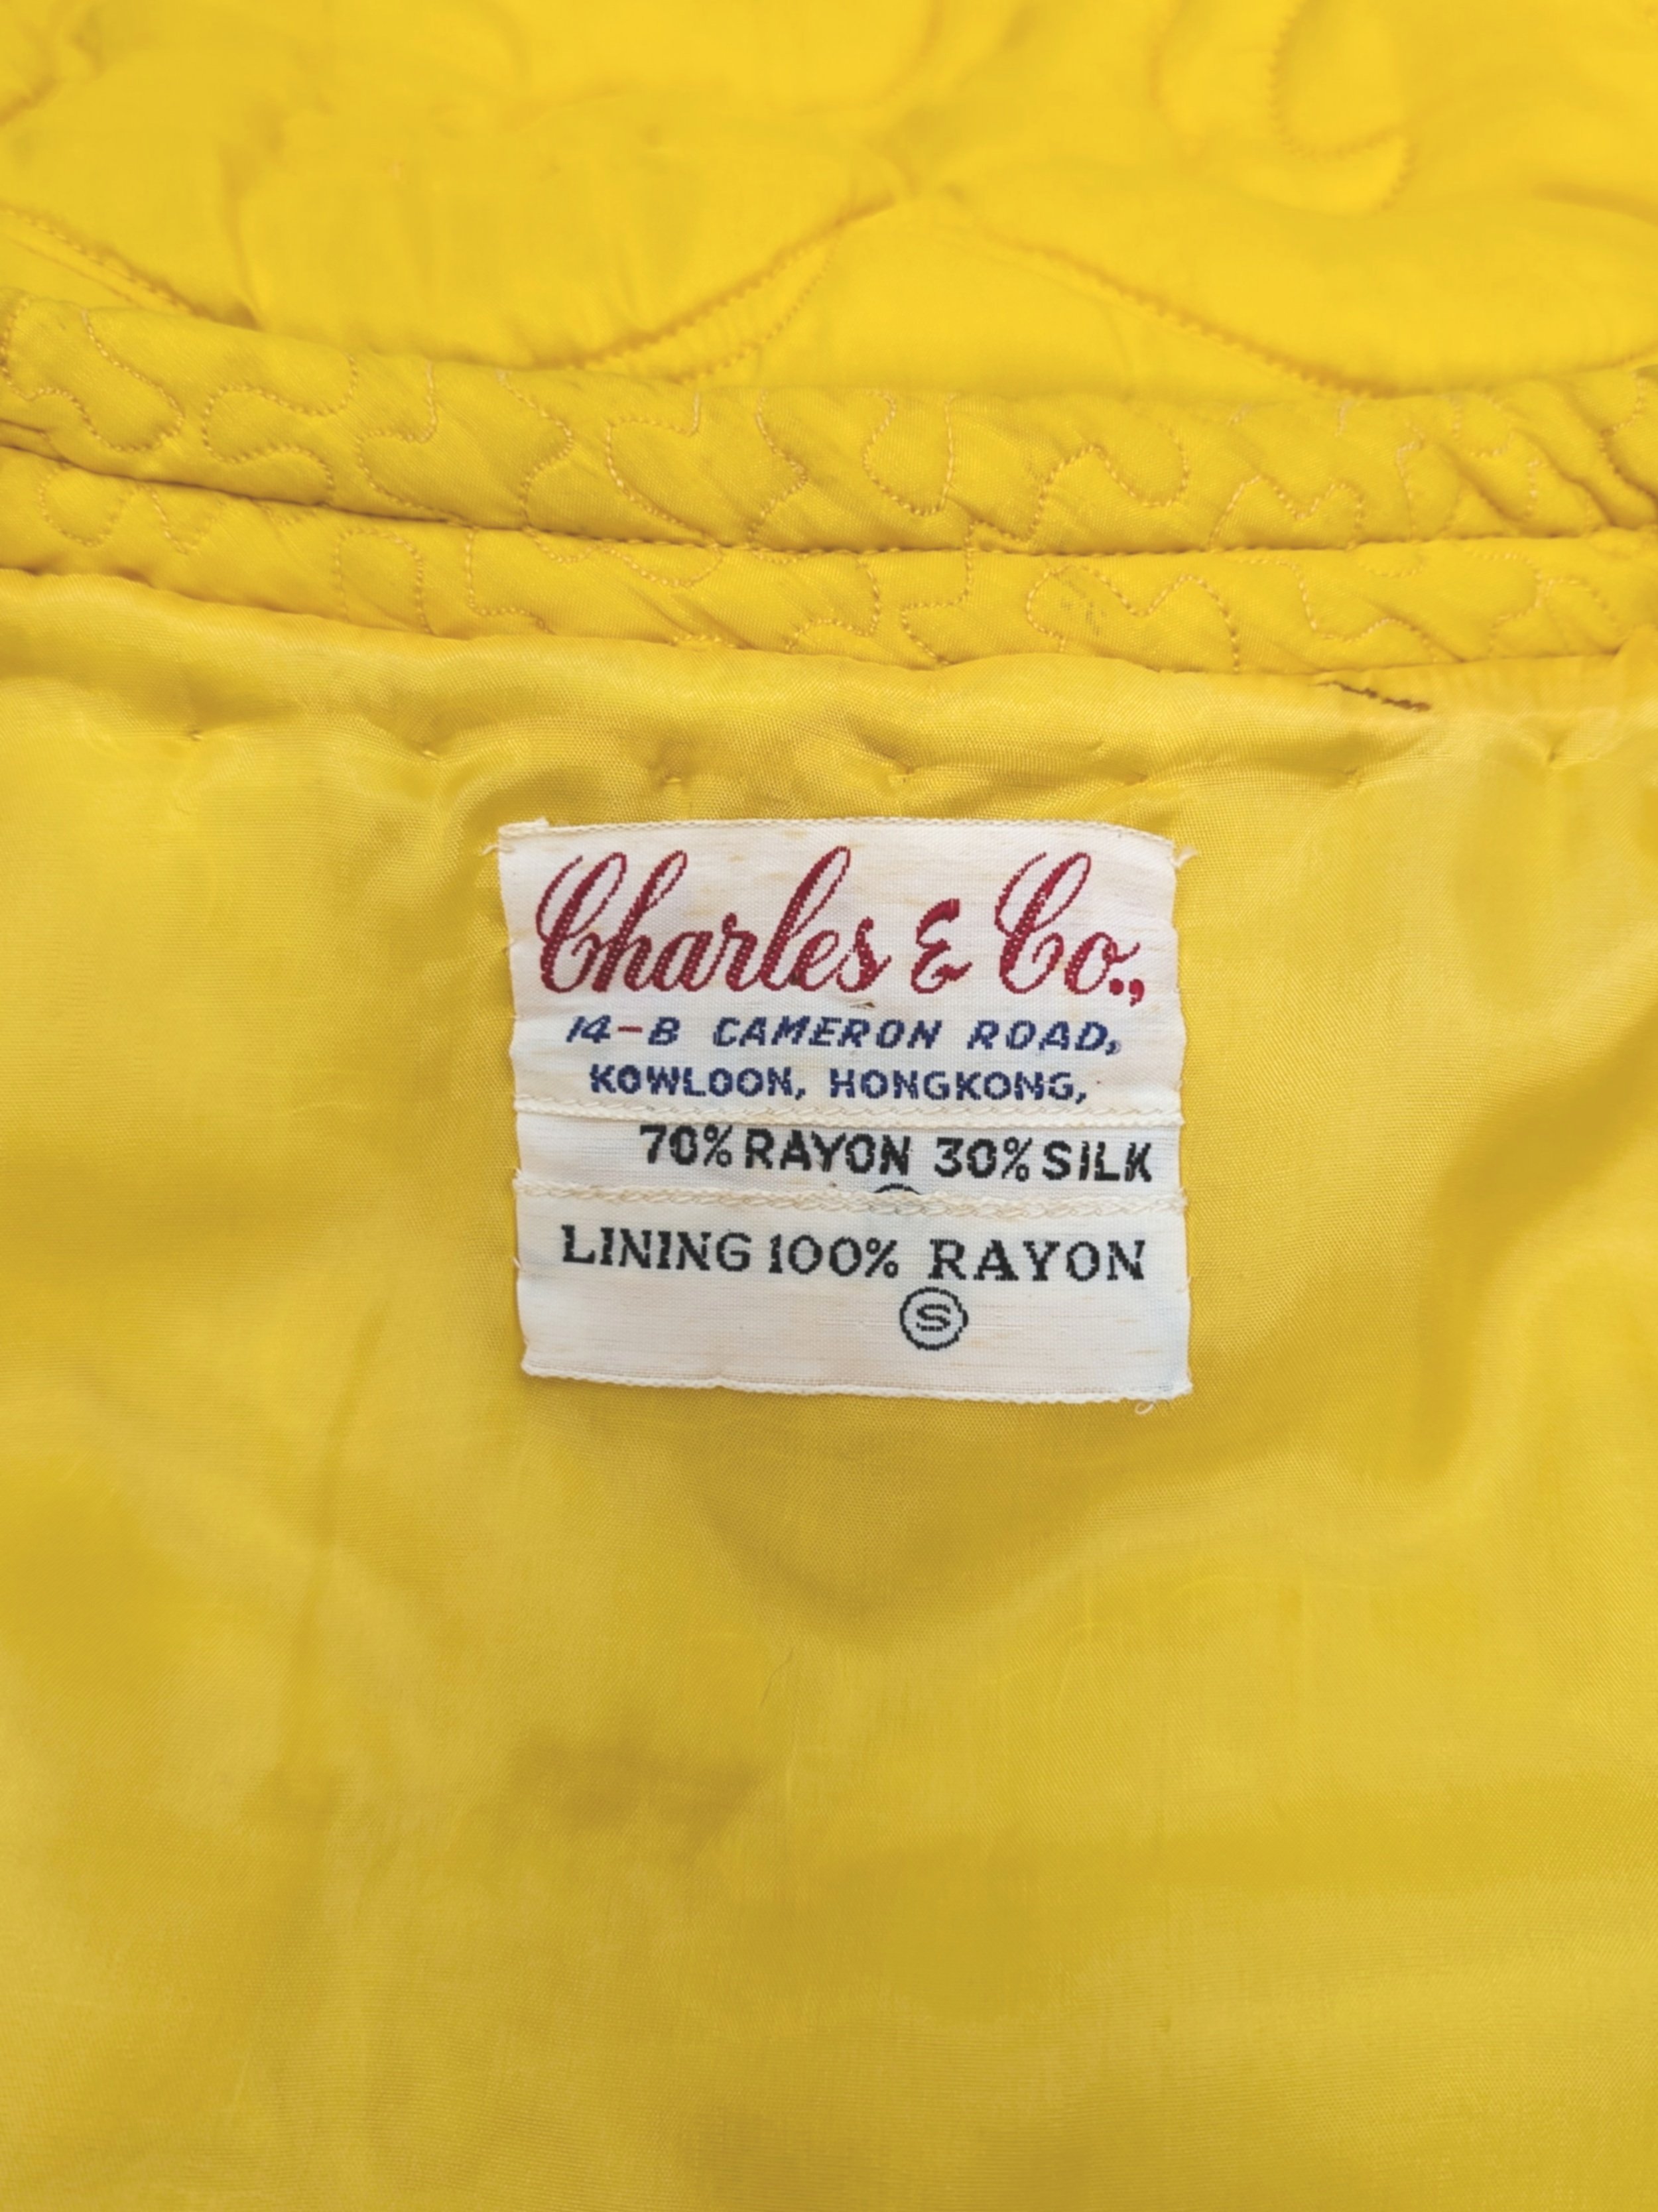 Charles & Co.,
14-B CAMERON ROAD,
KOWLOON, HONGKONG,
70% RAYON 30% SILK
LINING 100% RAYON
S